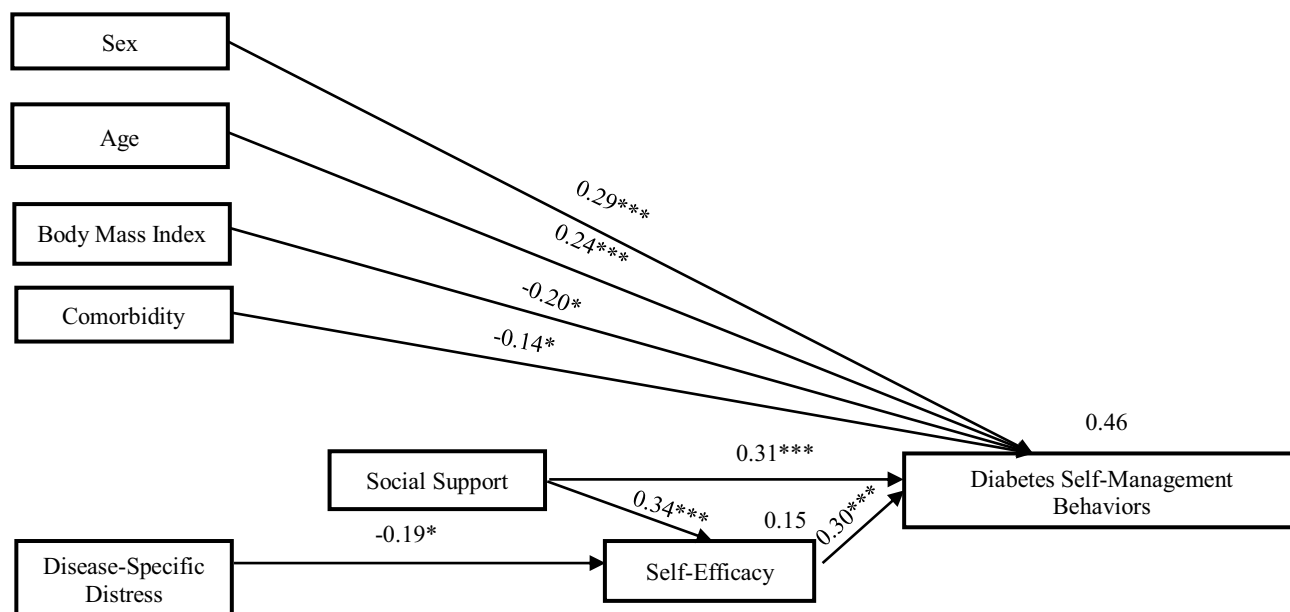 Sex
Age
0.29***
Body Mass Index
0.24***
-0.20*
Comorbidity
-0.14*
0.46
0.31***
Social Support
Diabetes Self-Management
Behaviors
0.34***
0.15
0.30***
-0.19*
Disease-Specific
Distress
Self-Efficacy